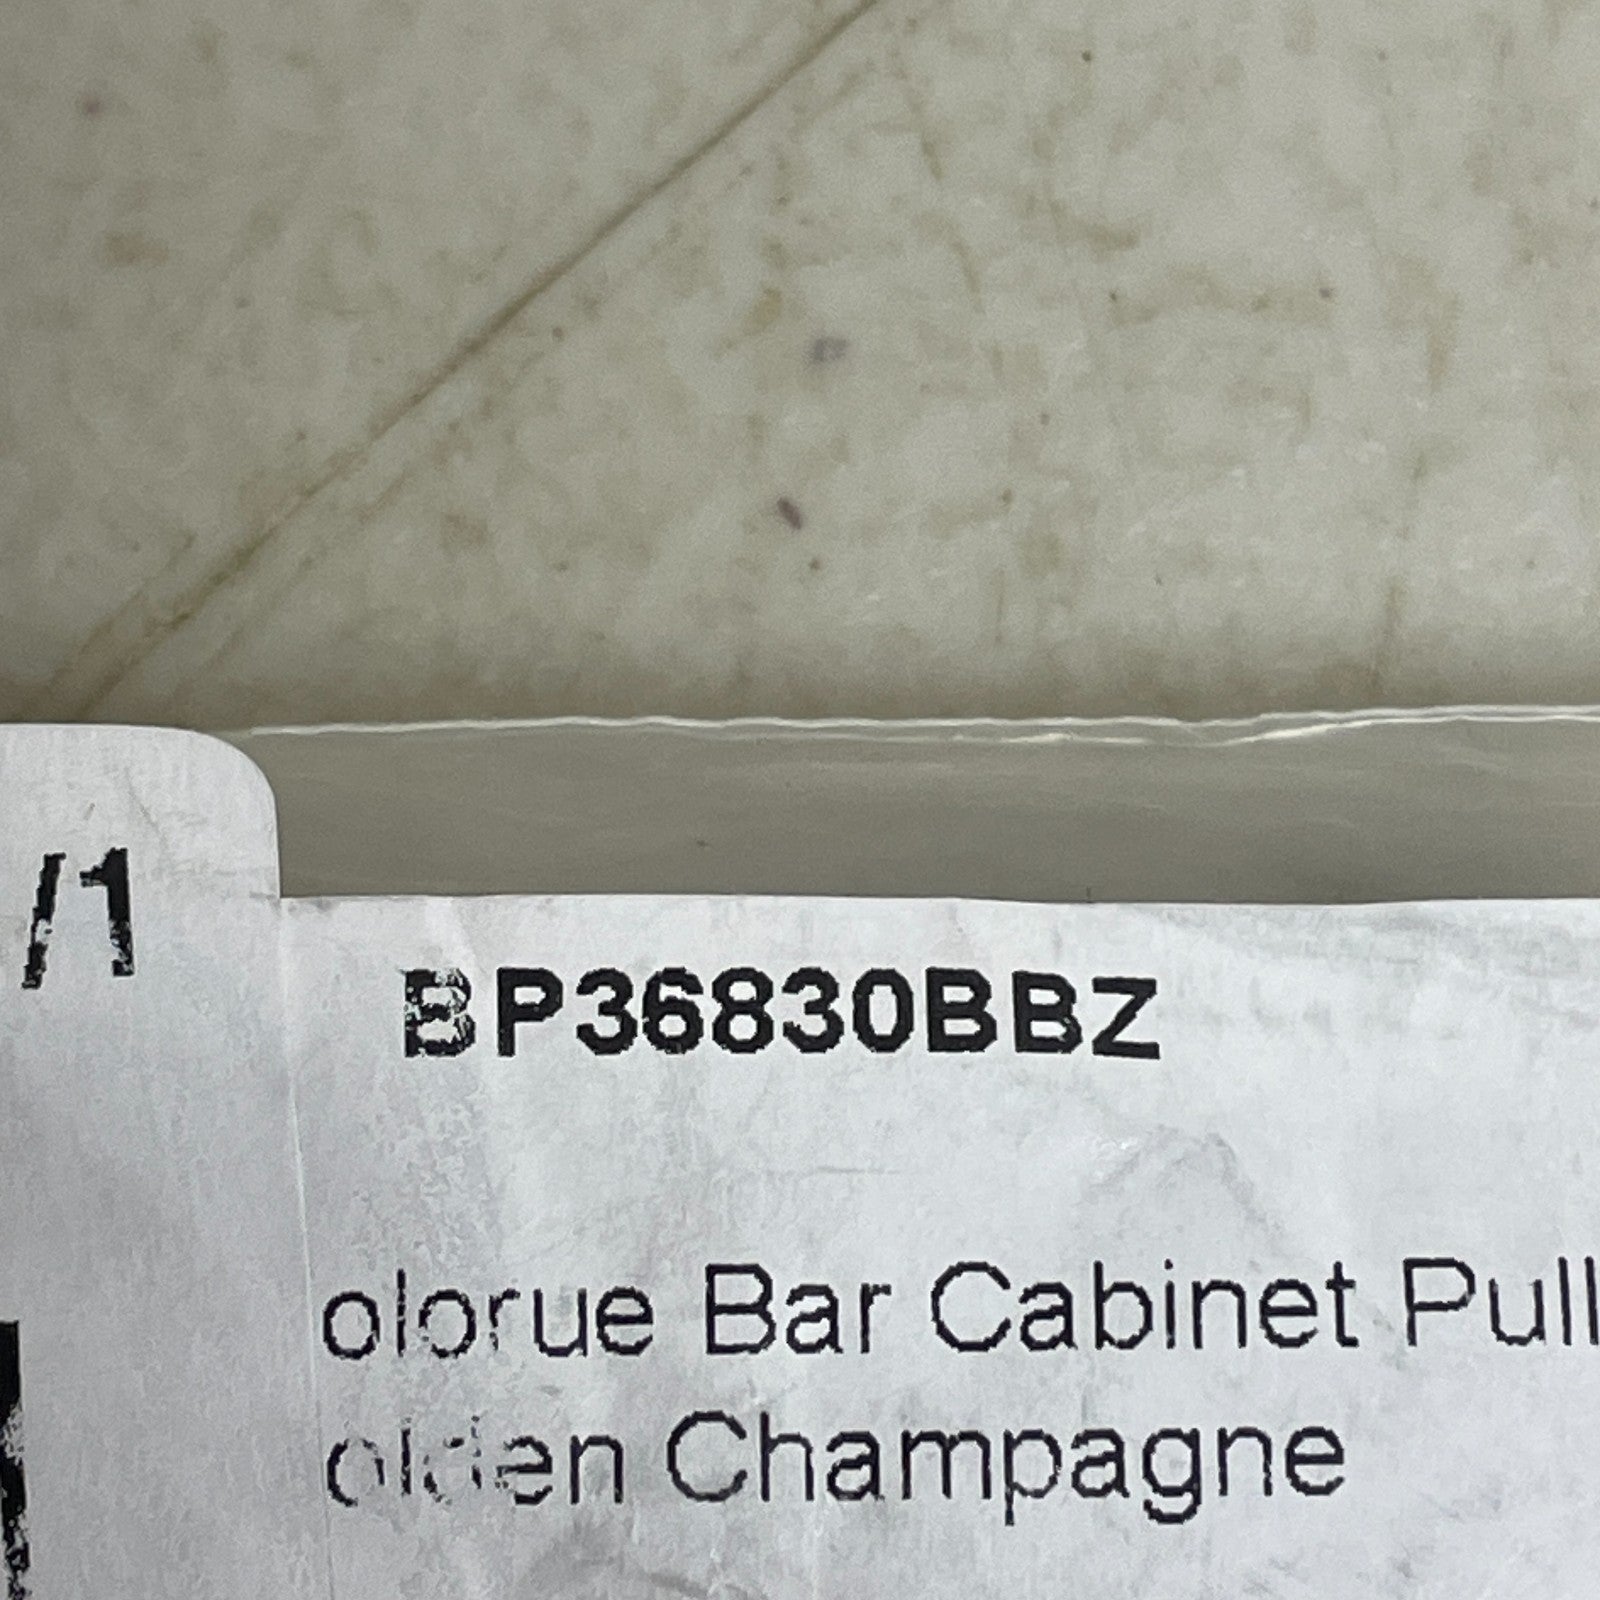 /1
BP36830BBZ
olorue Bar Cabinet Pull
olden Champagne